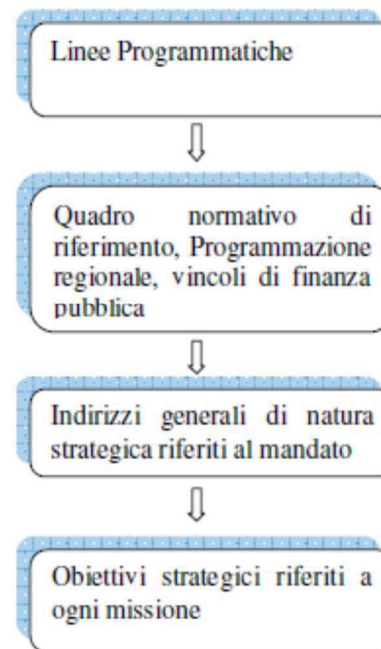 Linee Programmatiche
Quadro normativo di
riferimento, Programmazione
regionale, vincoli di finanza
pubblica
Indirizzi generali di natura
strategica riferiti al mandato
Obiettivi strategici riferiti a
ogni missione